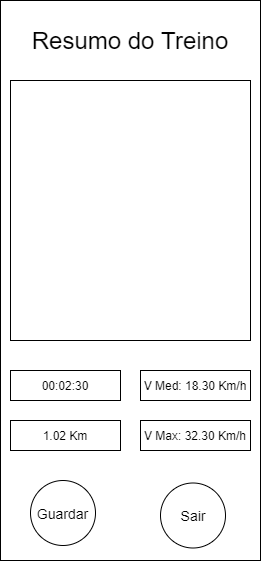 Resumo do Treino
00:02:30
V Med: 18.30 Km/h
1.02 Km
V Max: 32.30 Km/h
Guardar
Sair